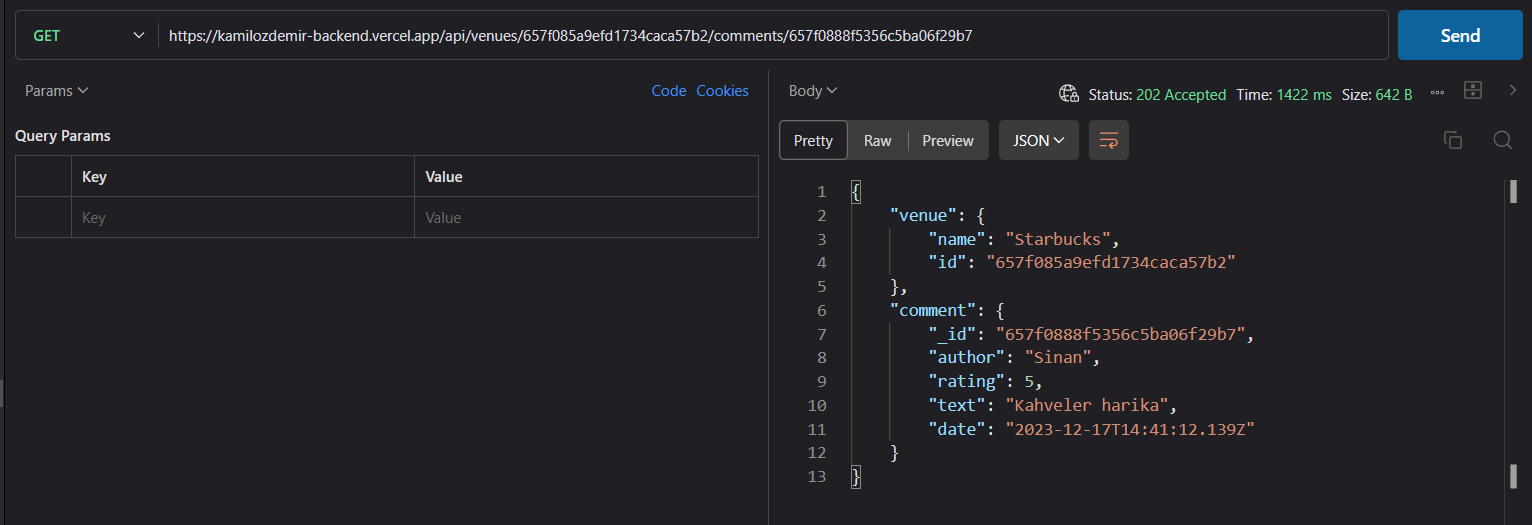 GET https://kamilozdemir-backend.vercel.app/api/venues/657f085a9efd1734caca57b2/comments/657f0888f5356c5ba06f29b7 Send
Params Code Cookies
Query Params
Key Value
Key Value
Body Status: 202 Accepted Time: 1422 ms Size: 642 B
Pretty Raw Preview JSON
1 {
2 "venue": {
3 "name": "Starbucks",
4 "id": "657f085a9efd1734caca57b2"
5 },
6 "comment": {
7 "_id": "657f0888f5356c5ba06f29b7",
8 "author": "Sinan",
9 "rating": 5,
10 "text": "Kahveler harika",
11 "date": "2023-12-17T14:41:12.139Z"
12 }
13 }